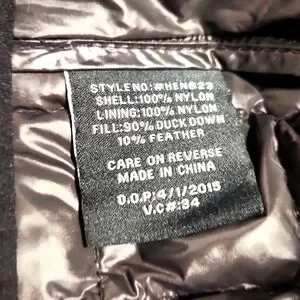 STYLE NO: #HEN822
SHELL:100% NYLON
LINING:100% NYLON
FILL:90% DUCK DOWN
10% FEATHER
CARE ON REVERSE
MADE IN CHINA
D.O.P:4/1/2015
V.C#:34